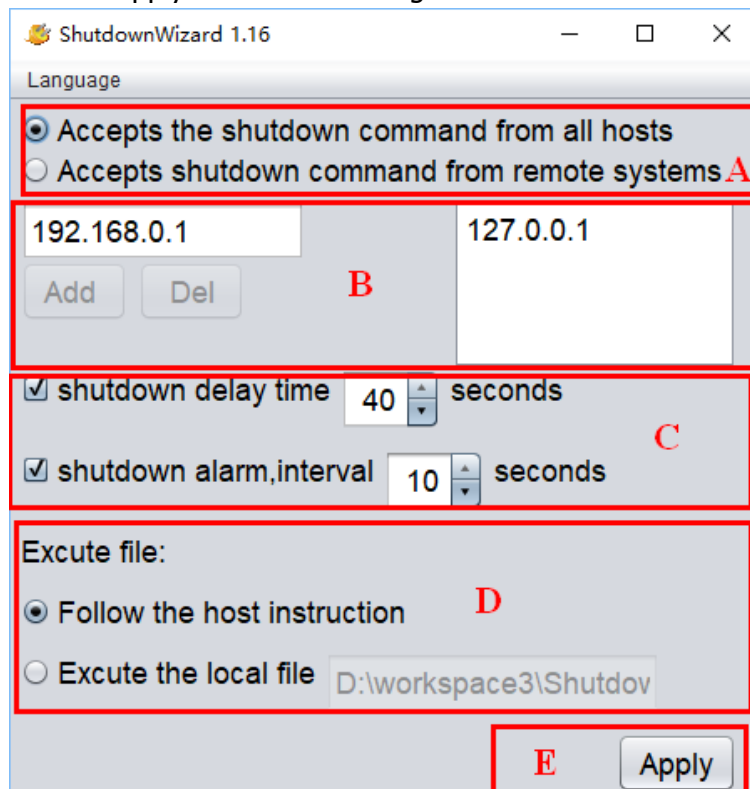 ShutdownWizard 1.16
Language
Accepts the shutdown command from all hosts
Accepts shutdown command from remote systems A
192.168.0.1
127.0.0.1
Add Del B
shutdown delay time 40 seconds
C
shutdown alarm,interval 10 seconds
Excute file:
Follow the host instruction D
Excute the local file D:\workspace3\Shutdov
E Apply